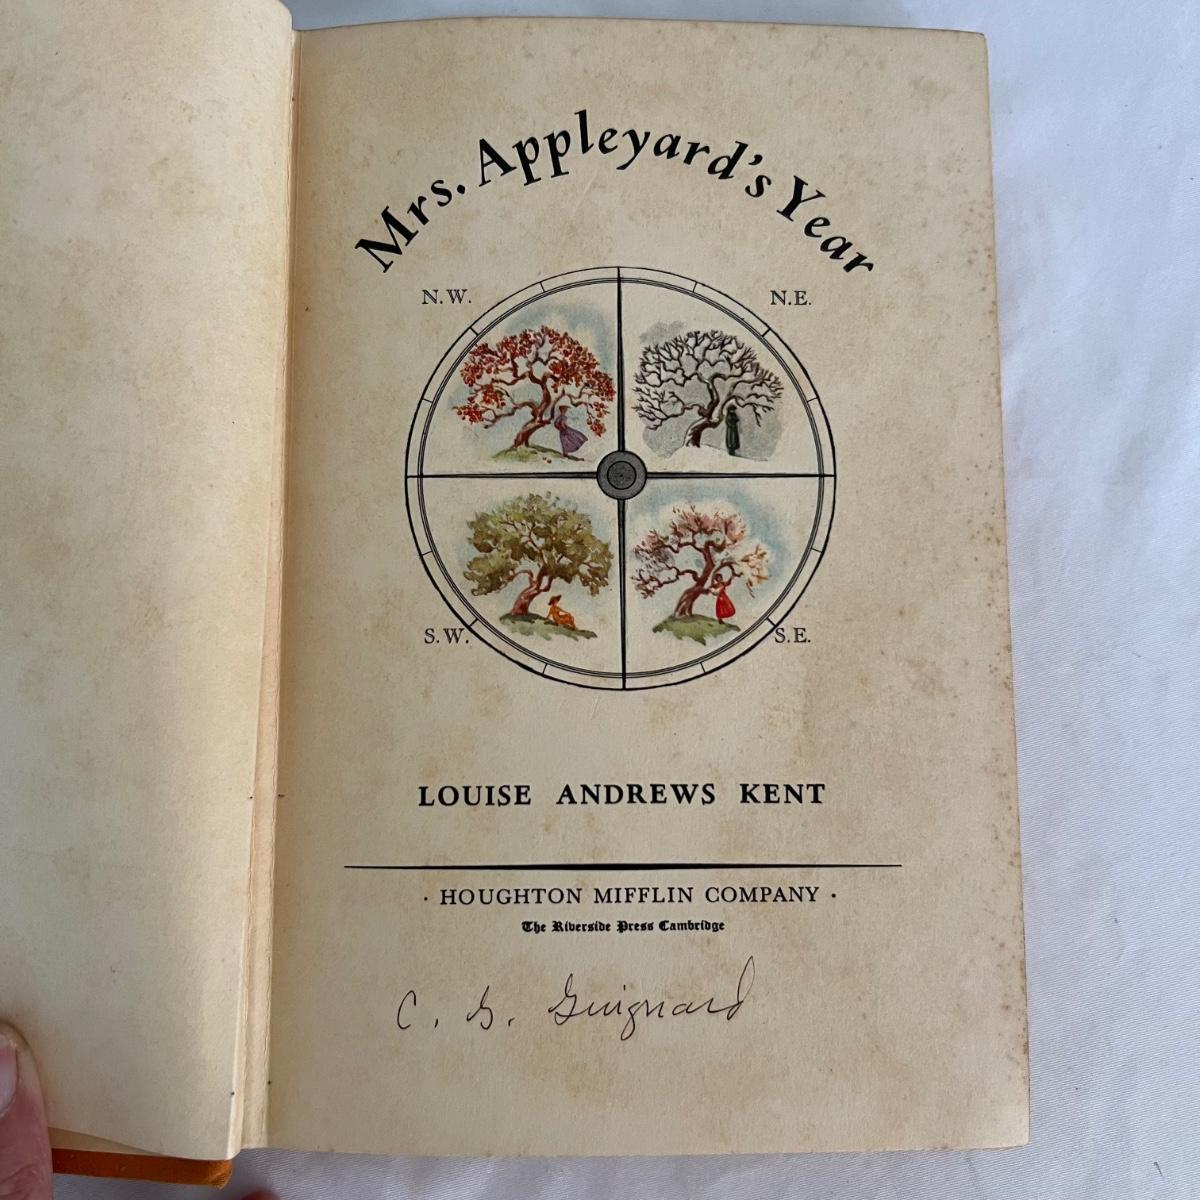 Mrs. Appleyard's Year
N.W. N.E.
S.W. S.E.
LOUISE ANDREWS KENT
· HOUGHTON MIFFLIN COMPANY ·
The Riverside Press Cambridge
C. G. Guignard